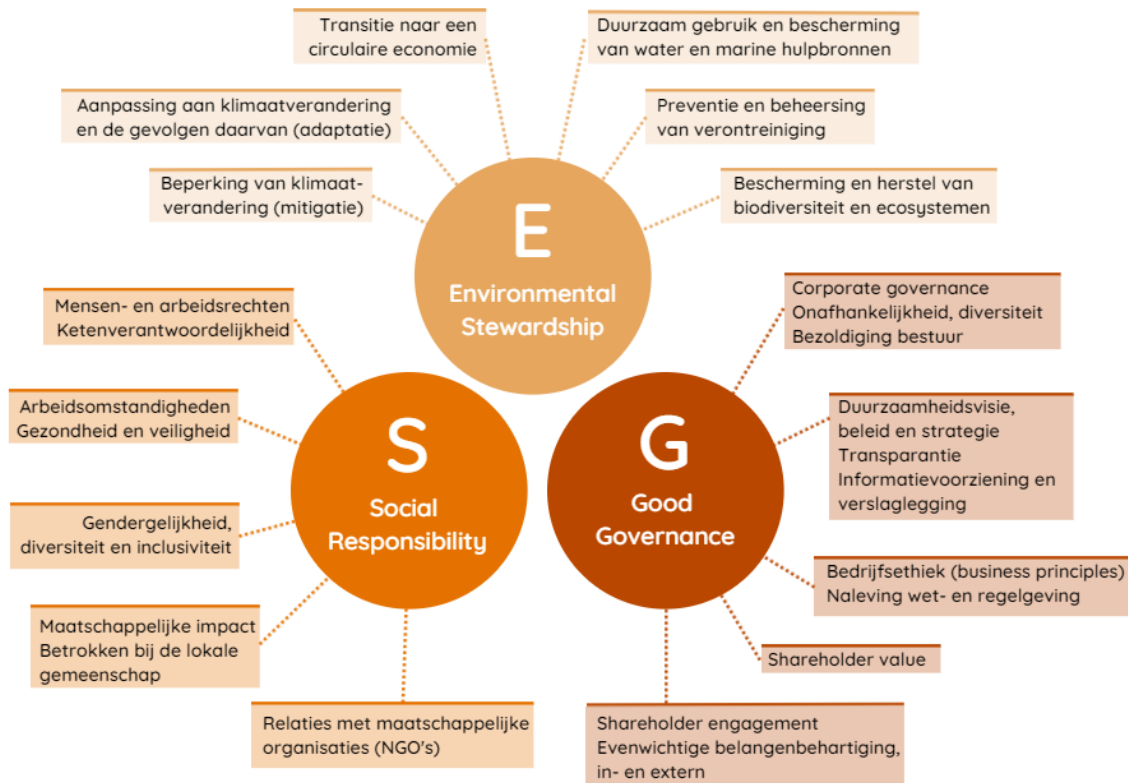 Transitie naar een
circulaire economie
Duurzaam gebruik en bescherming
van water en marine hulpbronnen
Aanpassing aan klimaatverandering
en de gevolgen daarvan (adaptatie)
Preventie en beheersing
van verontreiniging
Beperking van klimaat-
verandering (mitigatie)
Bescherming en herstel van
biodiversiteit en ecosystemen
E
Environmental
Stewardship
Mensen- en arbeidsrechten
Ketenverantwoordelijkheid
Arbeidsomstandigheden
Gezondheid en veiligheid
Gendergelijkheid,
diversiteit en inclusiviteit
Maatschappelijke impact
Betrokken bij de lokale
gemeenschap
Relaties met maatschappelijke
organisaties (NGO's)
S
Social
Responsibility
G
Good
Governance
Corporate governance
Onafhankelijkheid, diversiteit
Bezoldiging bestuur
Duurzaamheidsvisie,
beleid en strategie
Transparantie
Informatievoorziening en
verslaglegging
Bedrijfsethiek (business principles)
Naleving wet- en regelgeving
Shareholder value
Shareholder engagement
Evenwichtige belangenbehartiging,
in- en extern